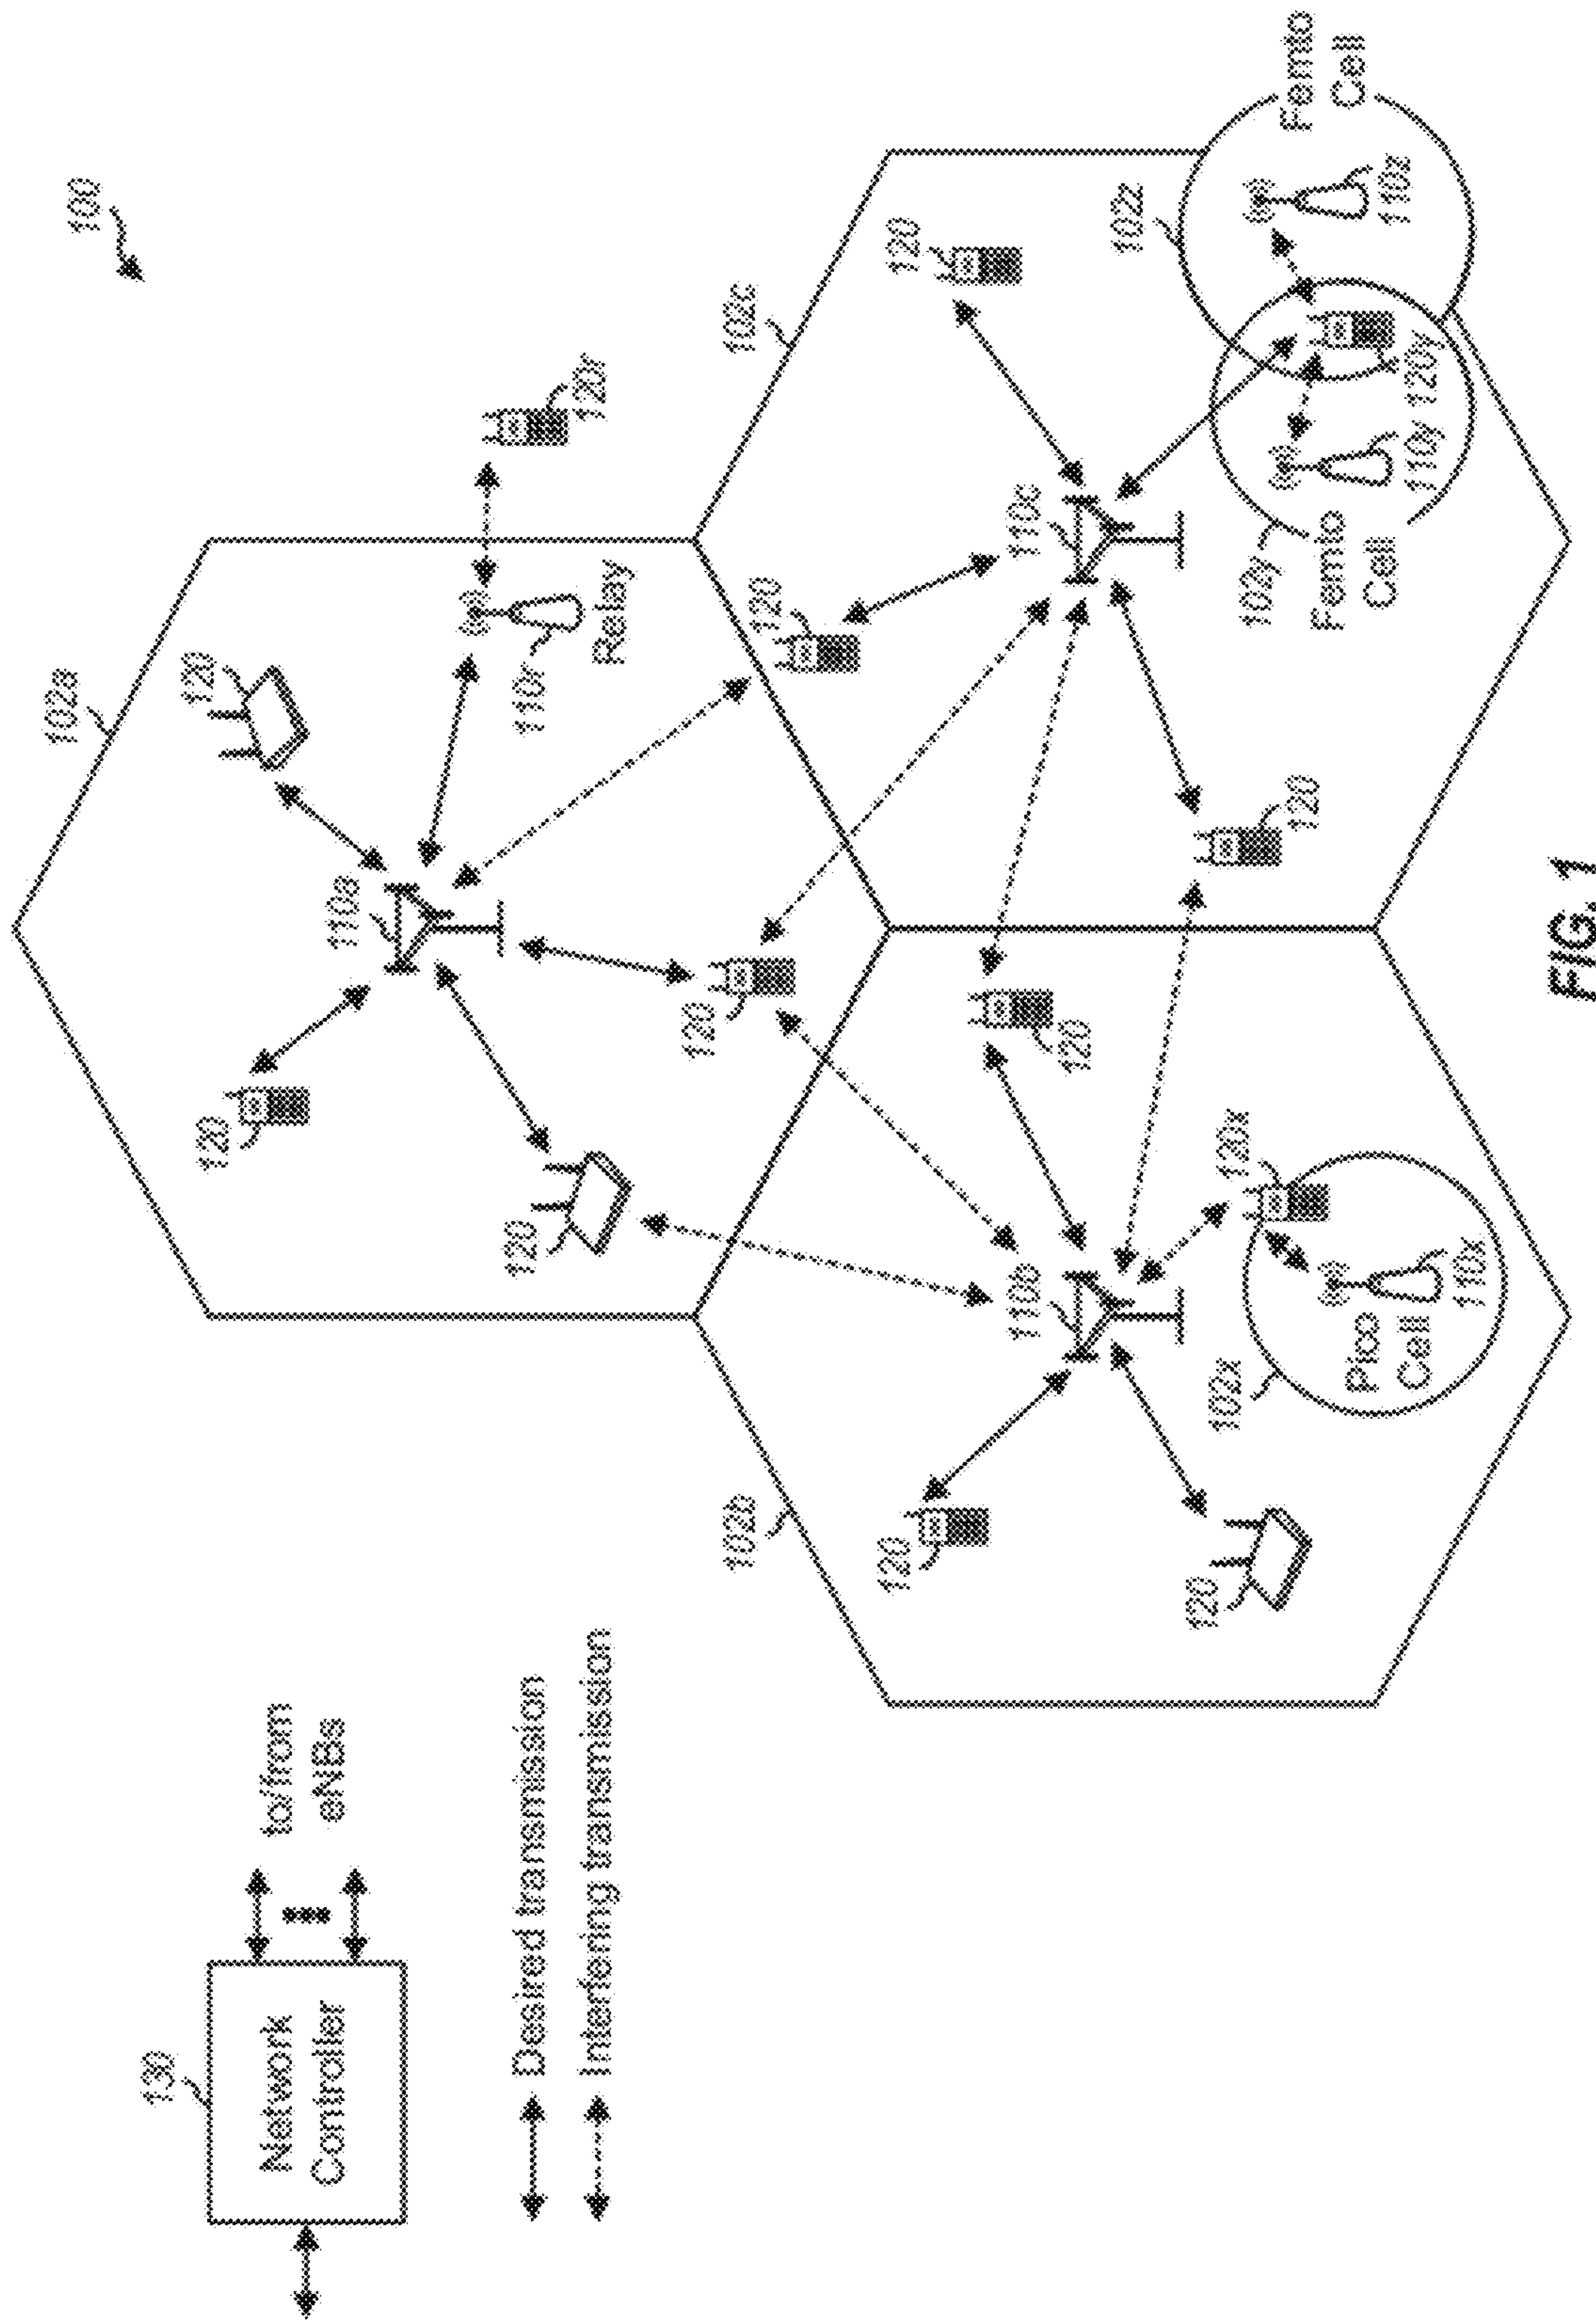 100
130
Network
Controller
to/from
eNBs
Desired transmission
Interfering transmission
102a
120
120
110a
120
120
110r
Relay
120r
102b
120
110b
120
120
102x
Pico
Cell
110x
120x
102c
120
110c
120
120
120
102y
Femto
Cell
110y
120y
102z
110z
Femto
Cell
FIG. 1